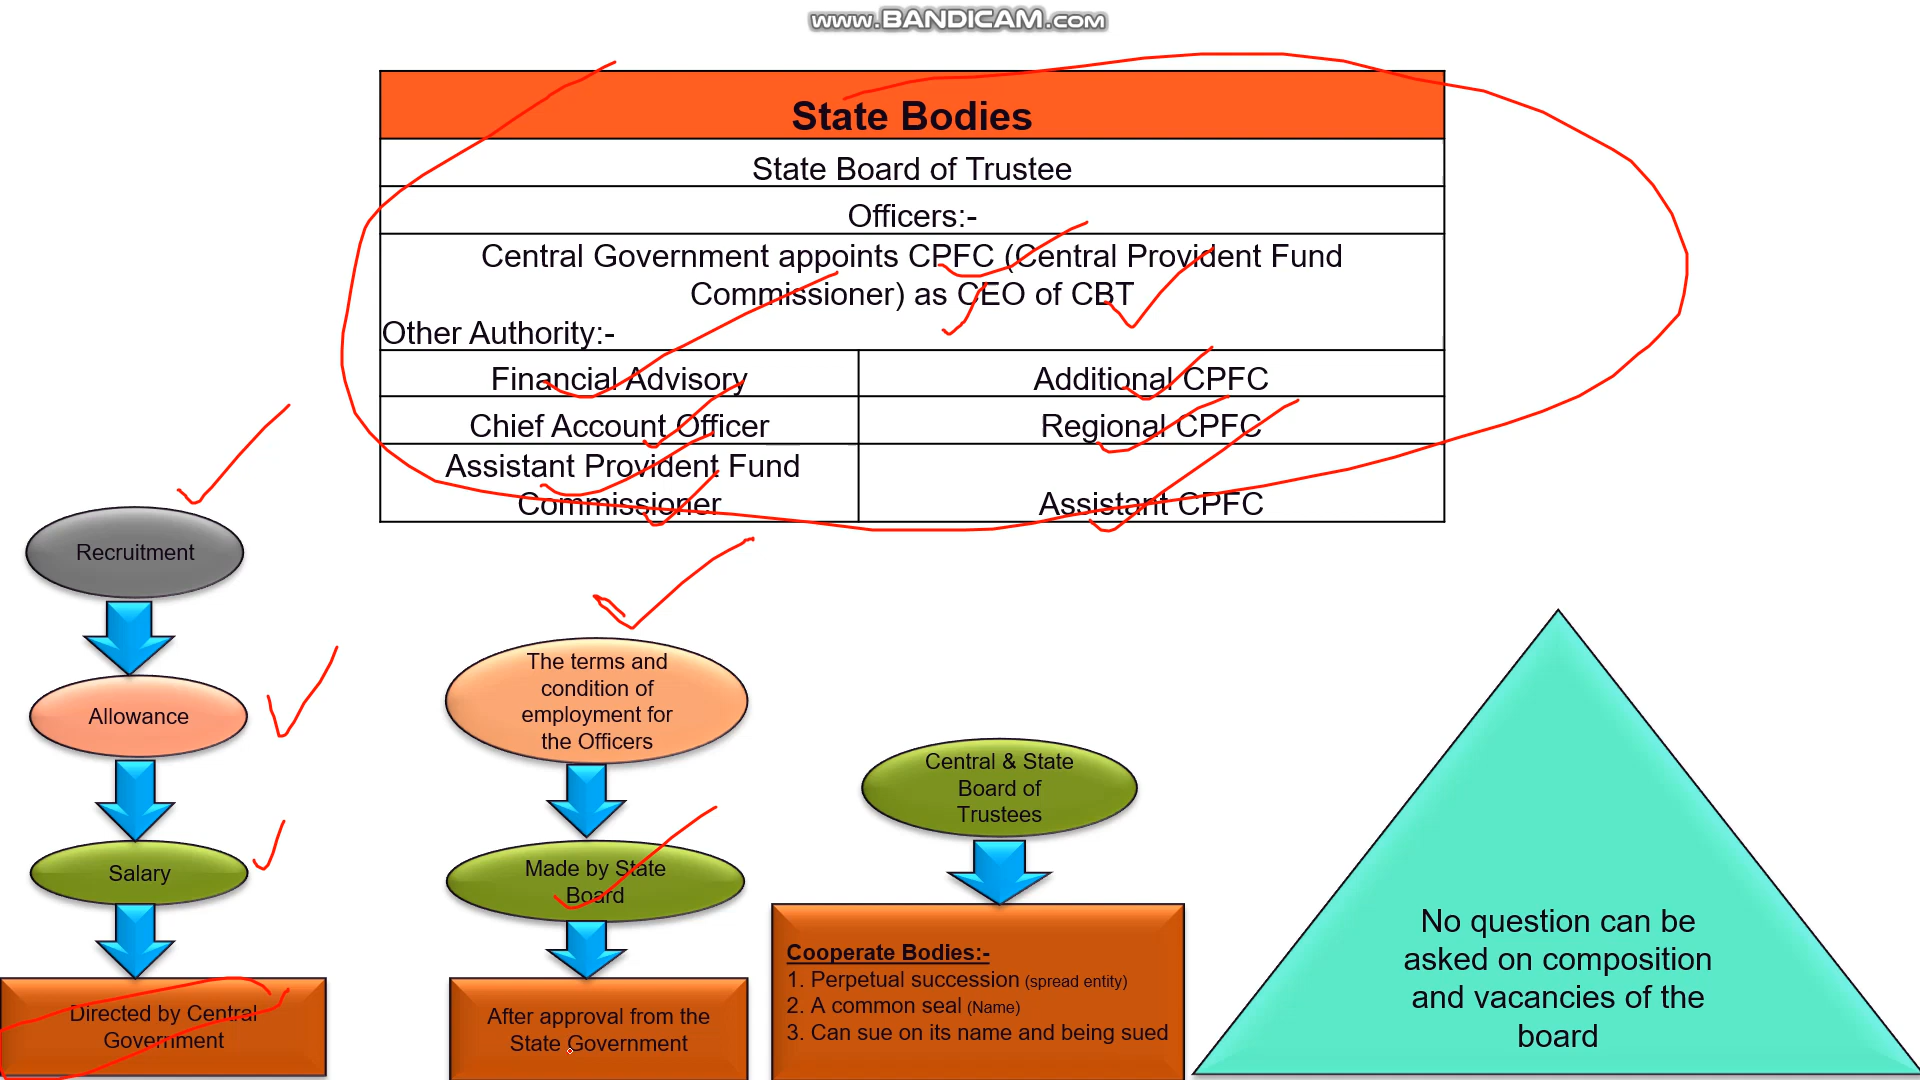 www.BANDICAM.com
State Bodies
State Board of Trustee
Officers:-
Central Government appoints CPFC (Central Provident Fund
Commissioner) as CEO of CBT
Other Authority:-
Financial Advisory
Additional CPFC
Chief Account Officer
Regional CPFC
Assistant Provident Fund
Commissioner
Assistant CPFC
Recruitment
Allowance
Salary
Directed by Central
Government
The terms and
condition of
employment for
the Officers
Made by State
Board
After approval from the
State Government
Central & State
Board of
Trustees
Cooperate Bodies:-
1. Perpetual succession (spread entity)
2. A common seal (Name)
3. Can sue on its name and being sued
No question can be
asked on composition
and vacancies of the
board